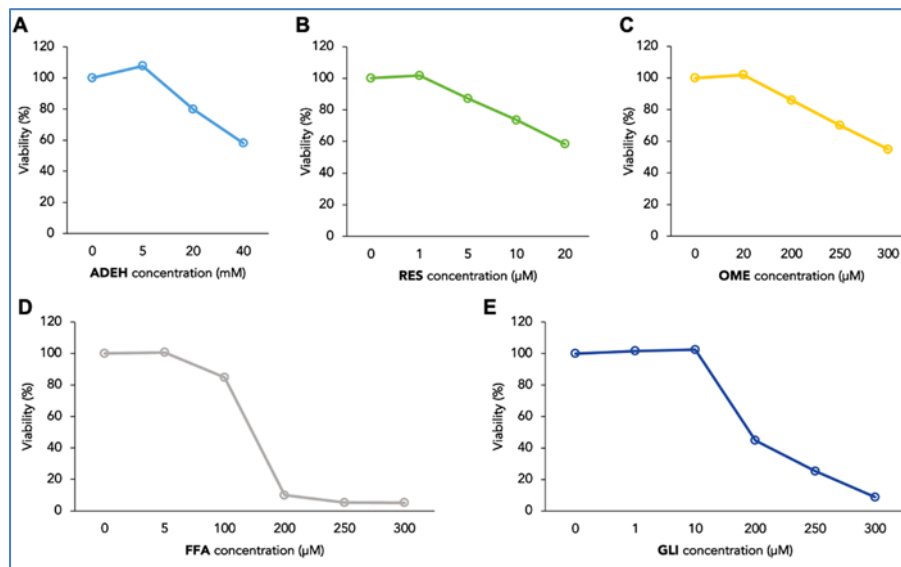 A
120
100
80
60
40
20
0
Viability (%)
0 5 20 40
ADEH concentration (mM)
B
120
100
80
60
40
20
0
Viability (%)
0 1 5 10 20
RES concentration (µM)
C
120
100
80
60
40
20
0
Viability (%)
0 20 200 250 300
OME concentration (µM)
D
120
100
80
60
40
20
0
Viability (%)
0 5 100 200 250 300
FFA concentration (µM)
E
120
100
80
60
40
20
0
Viability (%)
0 1 10 200 250 300
GLI concentration (µM)